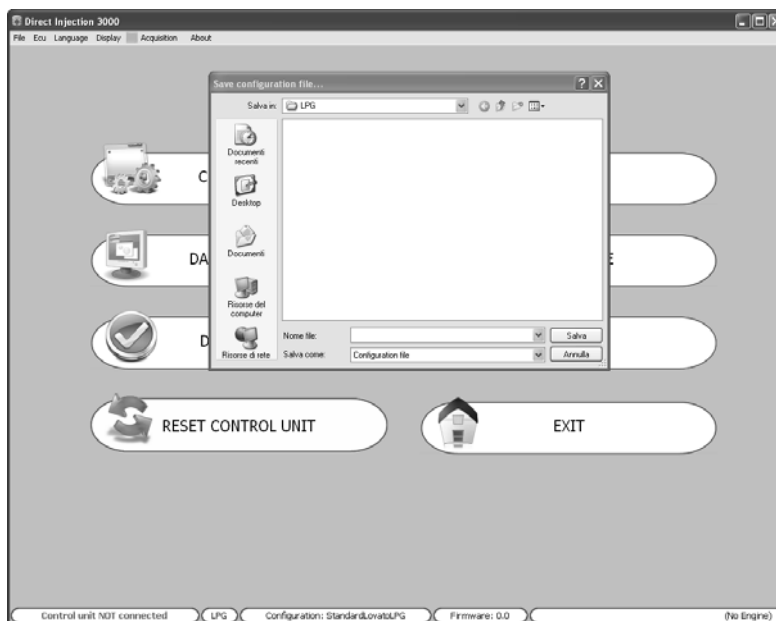 Direct Injection 3000
File Ecu Language Display Acquisition About
Save configuration file...
Salva in: LPG
Documenti
recenti
Desktop
Documenti
Risorse del
computer
Risorse di rete
Nome file: Salva
Salva come: Configuration file Annulla
C
DA E
D
RESET CONTROL UNIT EXIT
Control unit NOT connected LPG Configuration: StandardLovatoLPG Firmware: 0.0 (No Engine)